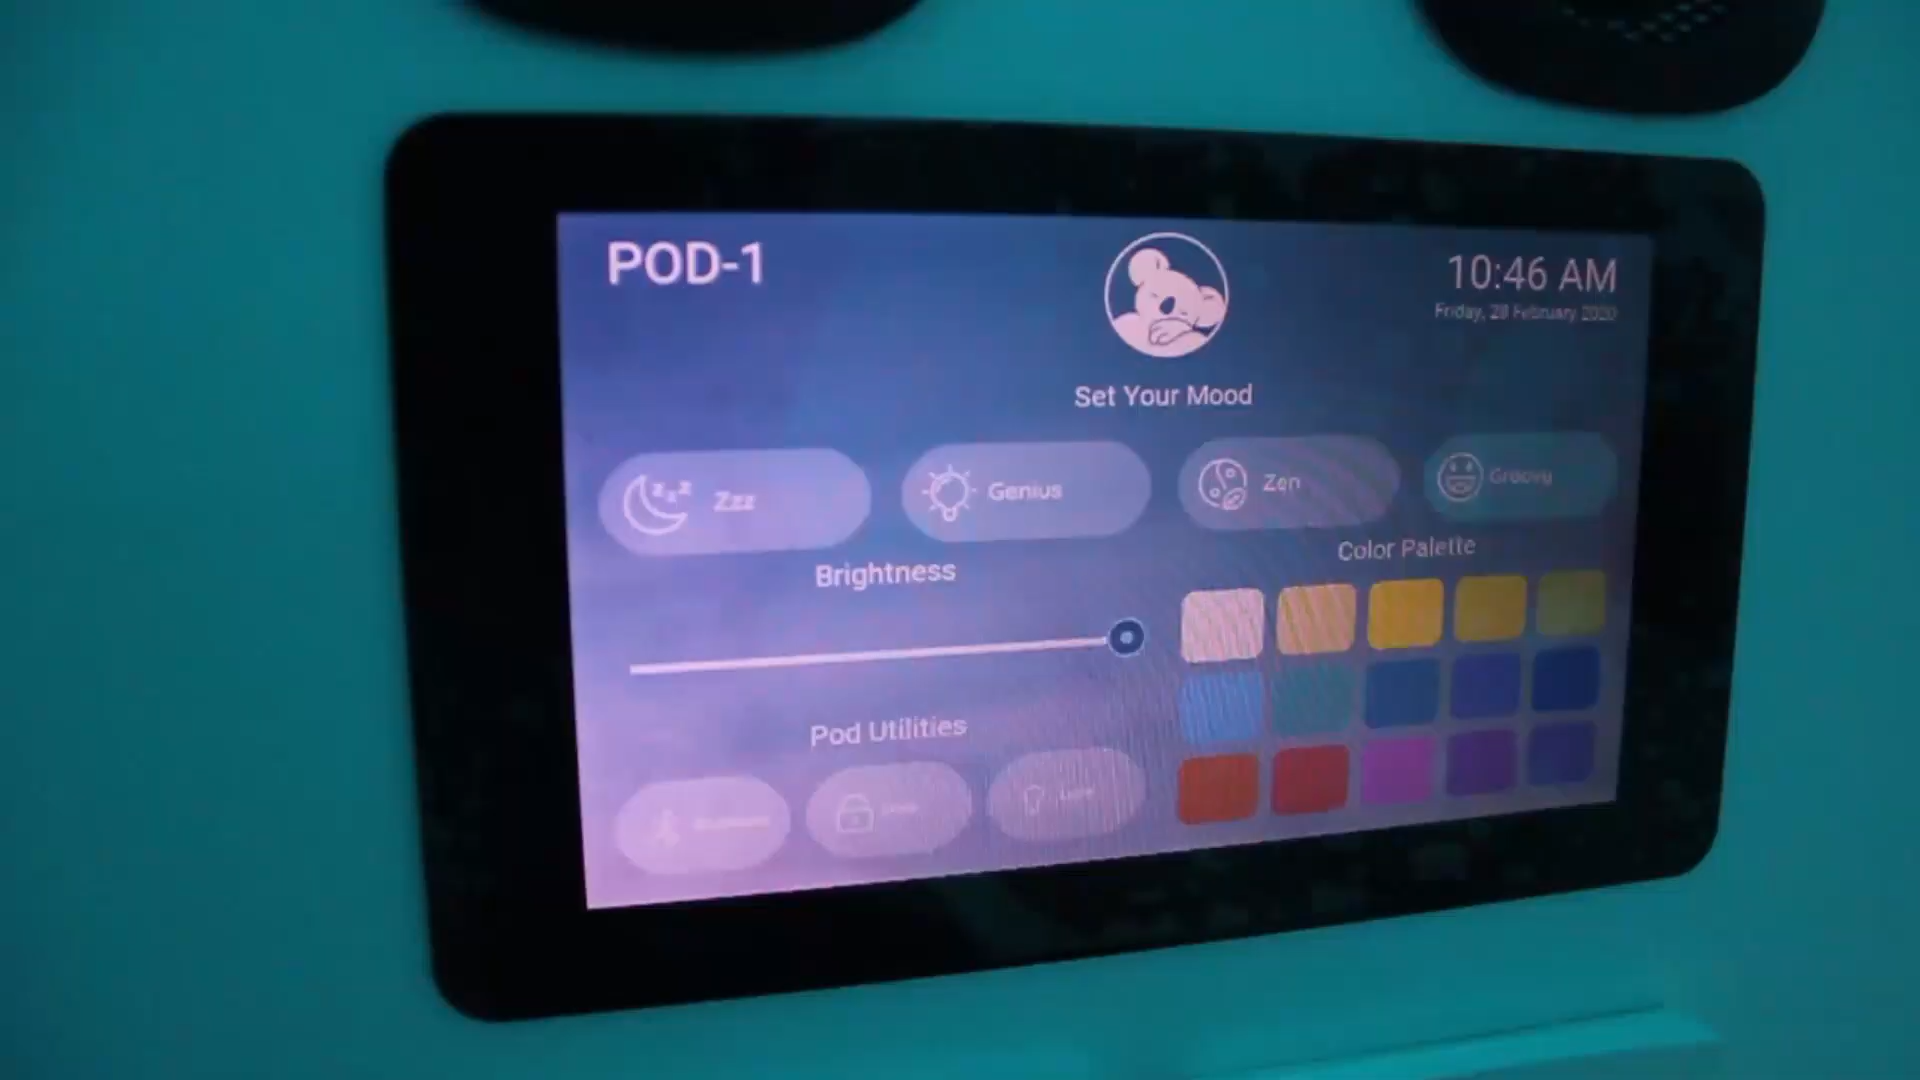 POD-1
10:46 AM
Friday, 28 February 2020
Set Your Mood
Zzz
Genius
Zen
Groovy
Brightness
Color Palette
Pod Utilities